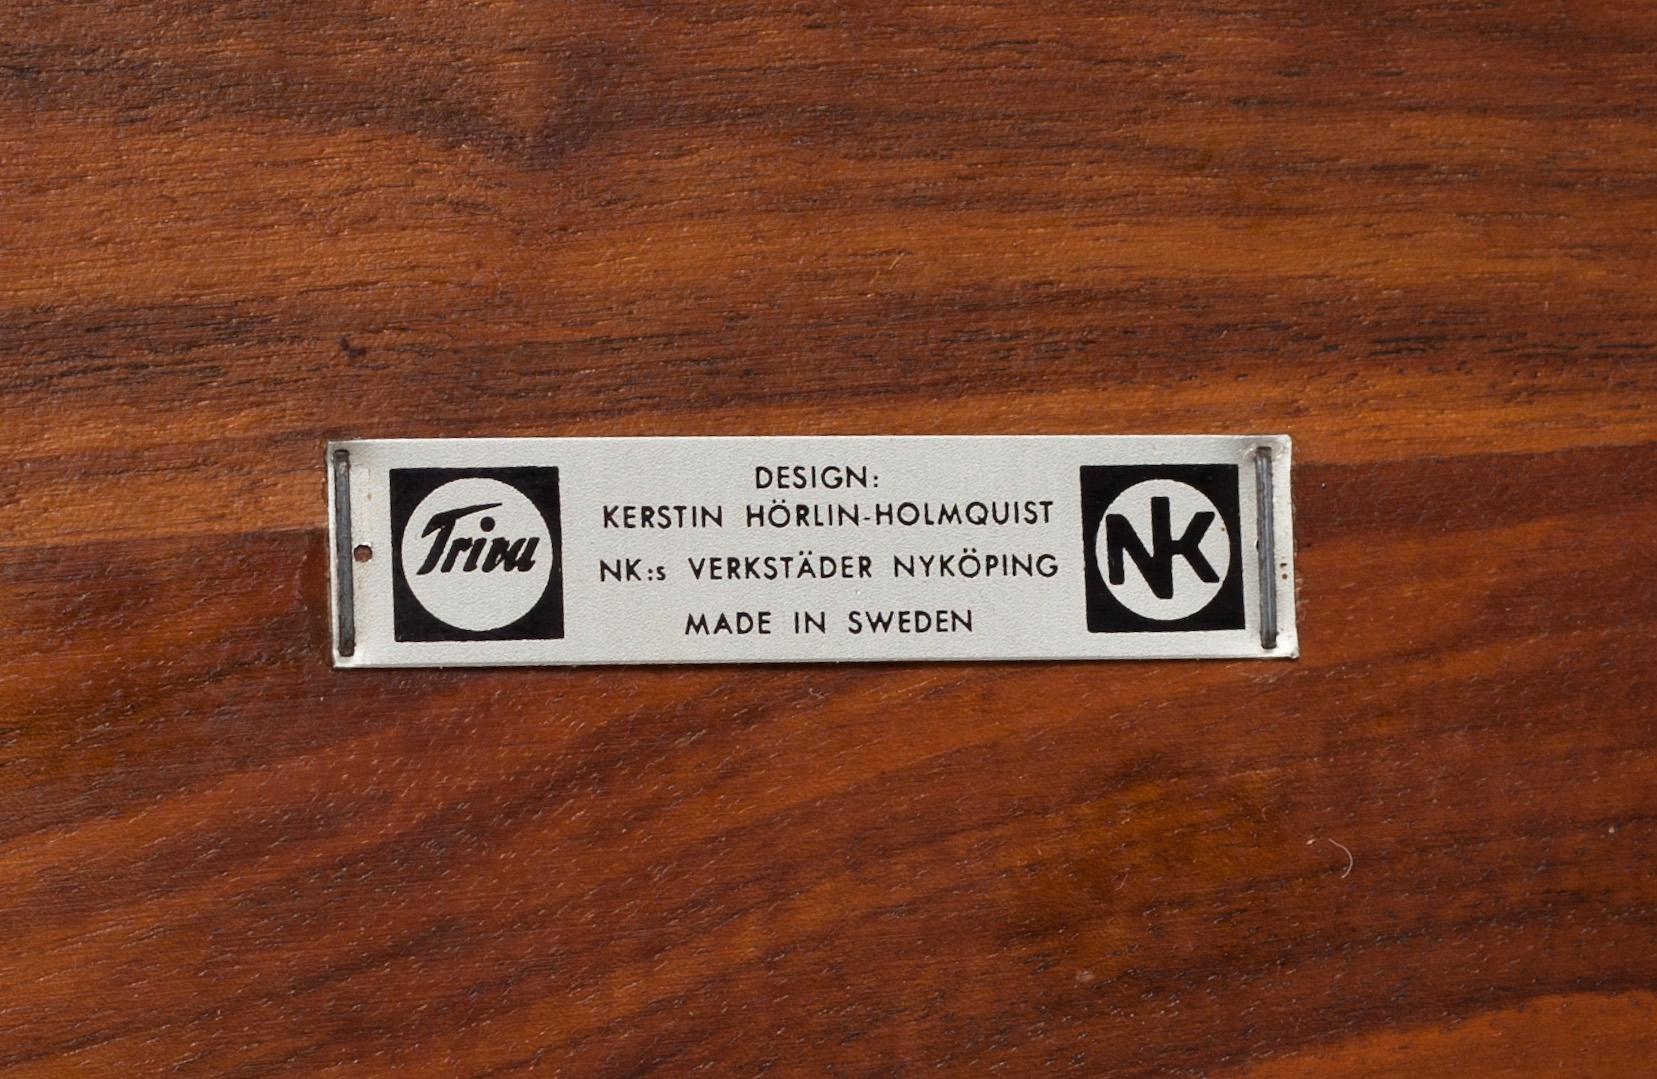 Triva
DESIGN:
KERSTIN HÖRLIN-HOLMQUIST
NK:s VERKSTÄDER NYKÖPING
MADE IN SWEDEN
NK